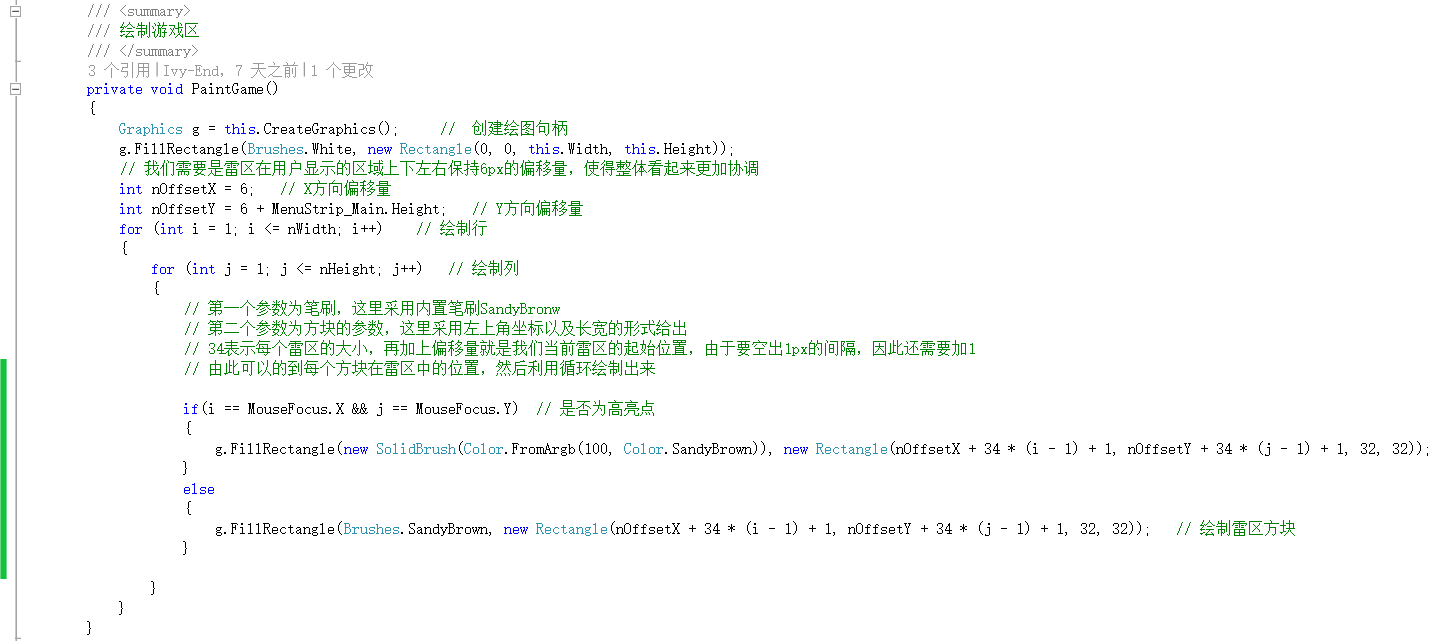 /// <summary>
/// 绘制游戏区
/// </summary>
3 个引用|Ivy-End, 7 天之前|1 个更改
private void PaintGame()
{
Graphics g = this.CreateGraphics();     //  创建绘图句柄
g.FillRectangle(Brushes.White, new Rectangle(0, 0, this.Width, this.Height));
// 我们需要是雷区在用户显示的区域上下左右保持6px的偏移量，使得整体看起来更加协调
int nOffsetX = 6;   // X方向偏移量
int nOffsetY = 6 + MenuStrip_Main.Height;   // Y方向偏移量
for (int i = 1; i <= nWidth; i++)    // 绘制行
{
for (int j = 1; j <= nHeight; j++)   // 绘制列
{
// 第一个参数为笔刷，这里采用内置笔刷SandyBronw
// 第二个参数为方块的参数，这里采用左上角坐标以及长宽的形式给出
// 34表示每个雷区的大小，再加上偏移量就是我们当前雷区的起始位置，由于要空出1px的间隔，因此还需要加1
// 由此可以的到每个方块在雷区中的位置，然后利用循环绘制出来
if(i == MouseFocus.X && j == MouseFocus.Y)  // 是否为高亮点
{
g.FillRectangle(new SolidBrush(Color.FromArgb(100, Color.SandyBrown)), new Rectangle(nOffsetX + 34 * (i - 1) + 1, nOffsetY + 34 * (j - 1) + 1, 32, 32));
}
else
{
g.FillRectangle(Brushes.SandyBrown, new Rectangle(nOffsetX + 34 * (i - 1) + 1, nOffsetY + 34 * (j - 1) + 1, 32, 32));   // 绘制雷区方块
}
}
}
}